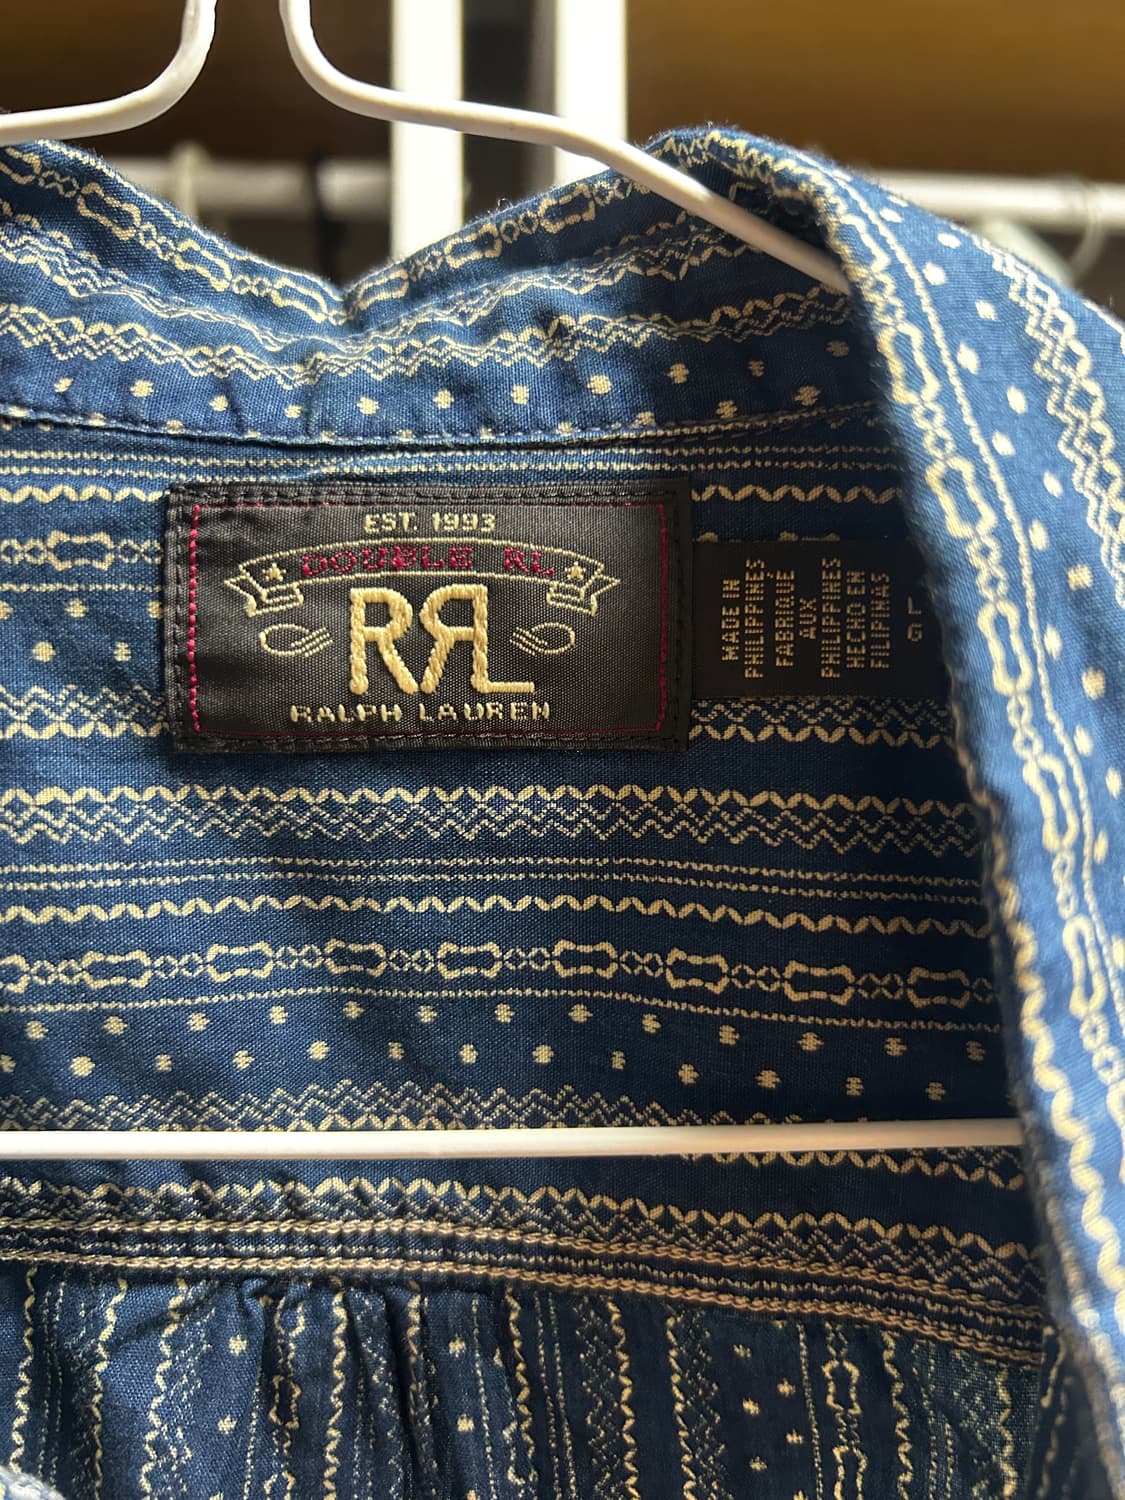 EST. 1993
DOUBLE RL
RRL
RALPH LAUREN
MADE IN
PHILIPPINES
FABRIQUÉ
AUX
PHILIPPINES
HECHO EN
FILIPINAS